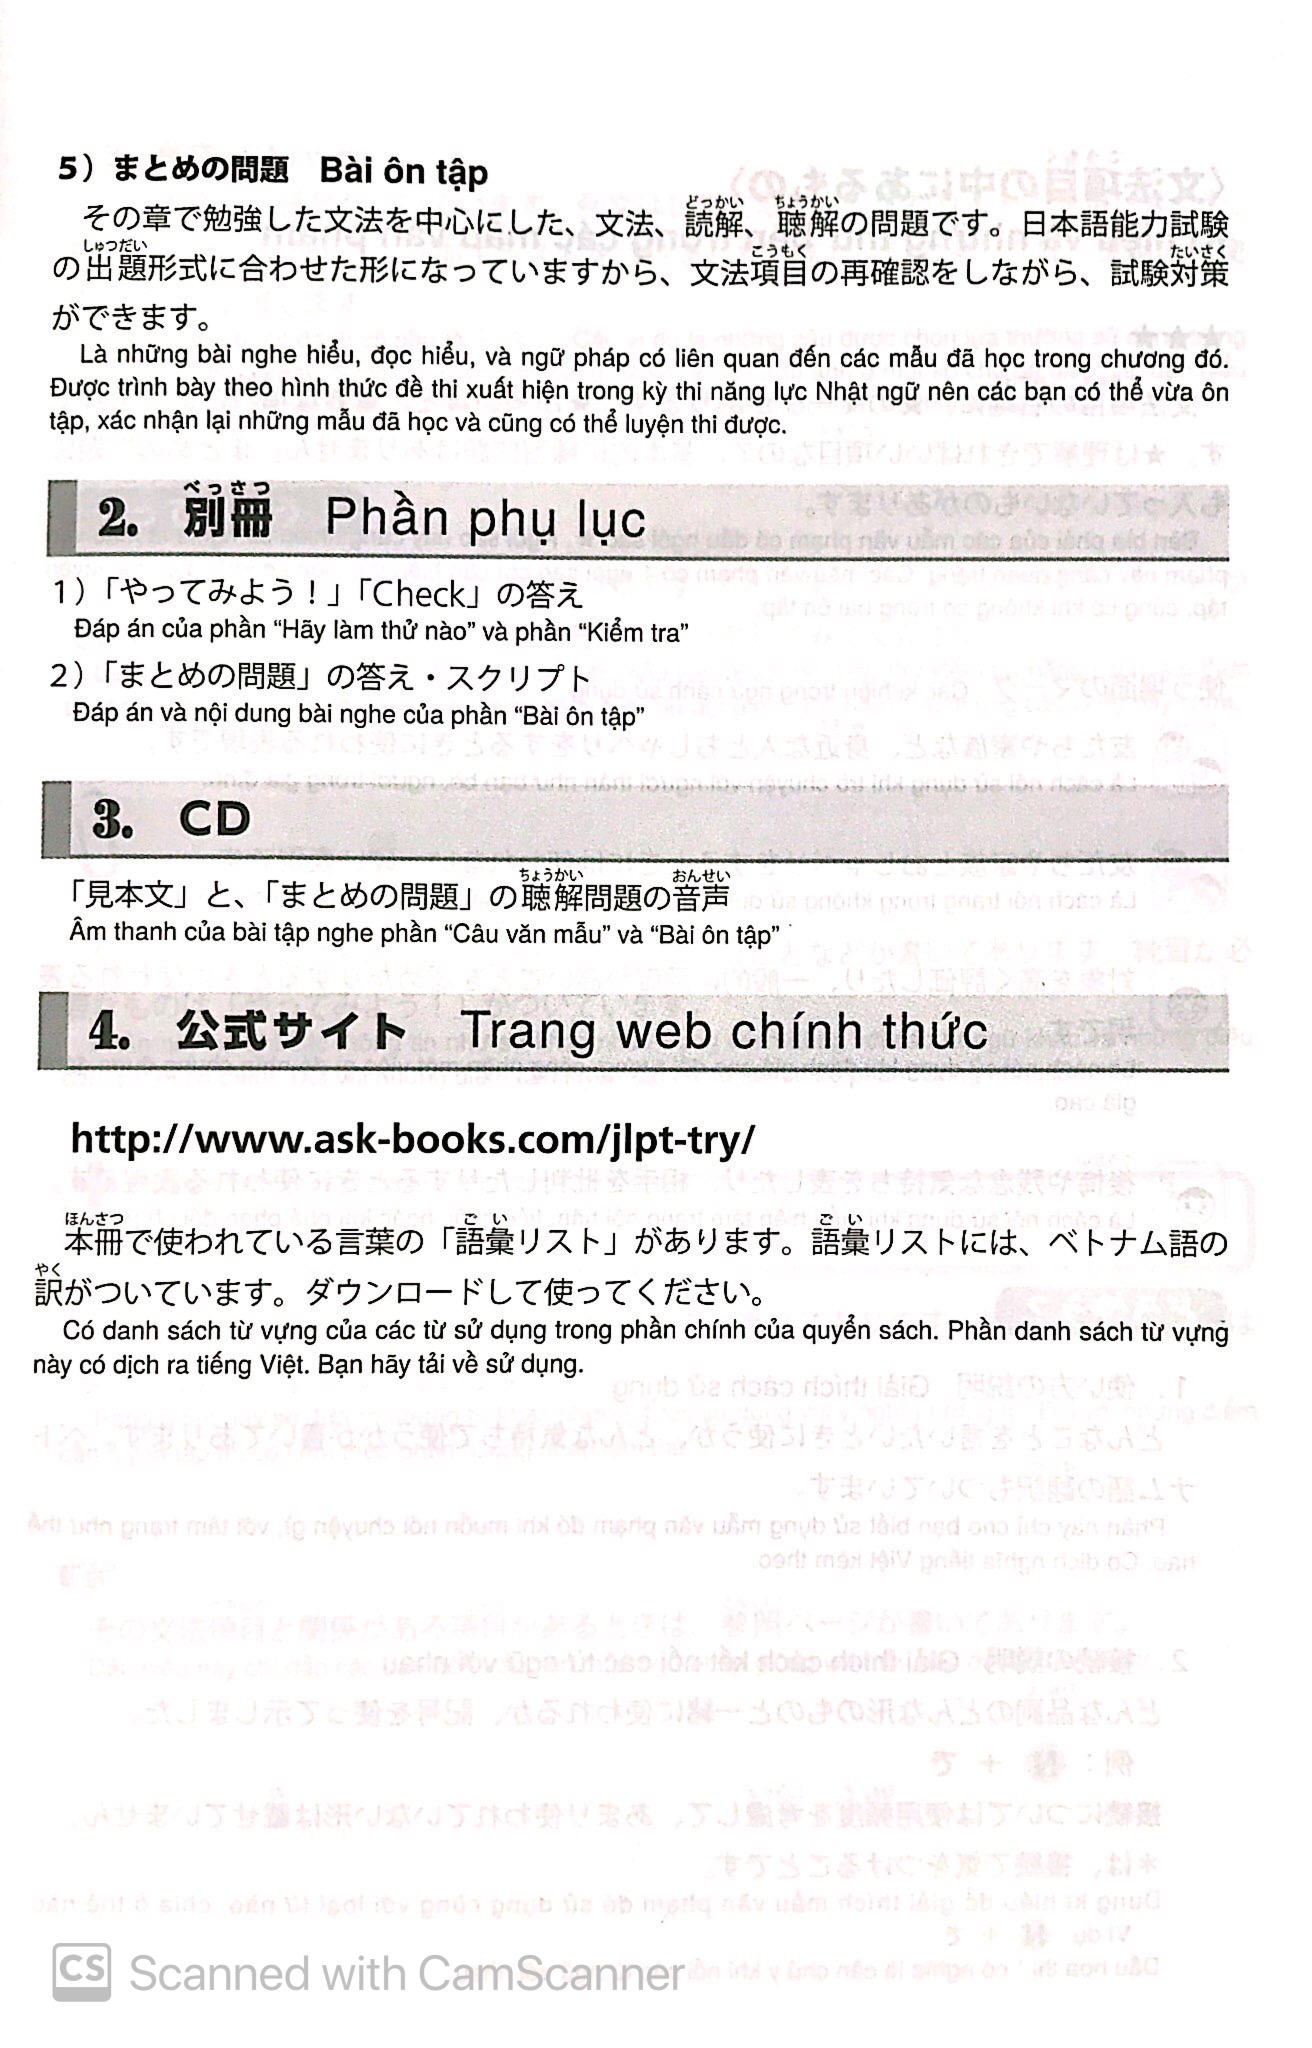 5）まとめの問題　Bài ôn tập
その章で勉強した文法を中心にした、文法、読解、聴解の問題です。日本語能力試験
の出題形式に合わせた形になっていますから、文法項目の再確認をしながら、試験対策
ができます。
Là những bài nghe hiểu, đọc hiểu, và ngữ pháp có liên quan đến các mẫu đã học trong chương đó.
Được trình bày theo hình thức đề thi xuất hiện trong kỳ thi năng lực Nhật ngữ nên các bạn có thể vừa ôn
tập, xác nhận lại những mẫu đã học và cũng có thể luyện thi được.
2.　別冊　Phần phụ lục
1）「やってみよう！」「Check」の答え
Đáp án của phần “Hãy làm thử nào” và phần “Kiểm tra”
2）「まとめの問題」の答え・スクリプト
Đáp án và nội dung bài nghe của phần “Bài ôn tập”
3.　CD
「見本文」と、「まとめの問題」の聴解問題の音声
Âm thanh của bài tập nghe phần “Câu văn mẫu” và “Bài ôn tập”
4.　公式サイト　Trang web chính thức
http://www.ask-books.com/jlpt-try/
本冊で使われている言葉の「語彙リスト」があります。語彙リストには、ベトナム語の
訳がついています。ダウンロードして使ってください。
Có danh sách từ vựng của các từ sử dụng trong phần chính của quyển sách. Phần danh sách từ vựng
này có dịch ra tiếng Việt. Bạn hãy tải về sử dụng.
CS Scanned with CamScanner